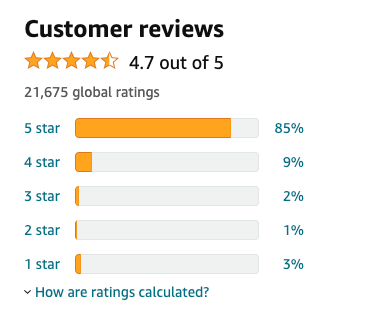 Customer reviews
4.7 out of 5
21,675 global ratings
5 star 85%
4 star 9%
3 star 2%
2 star 1%
1 star 3%
How are ratings calculated?